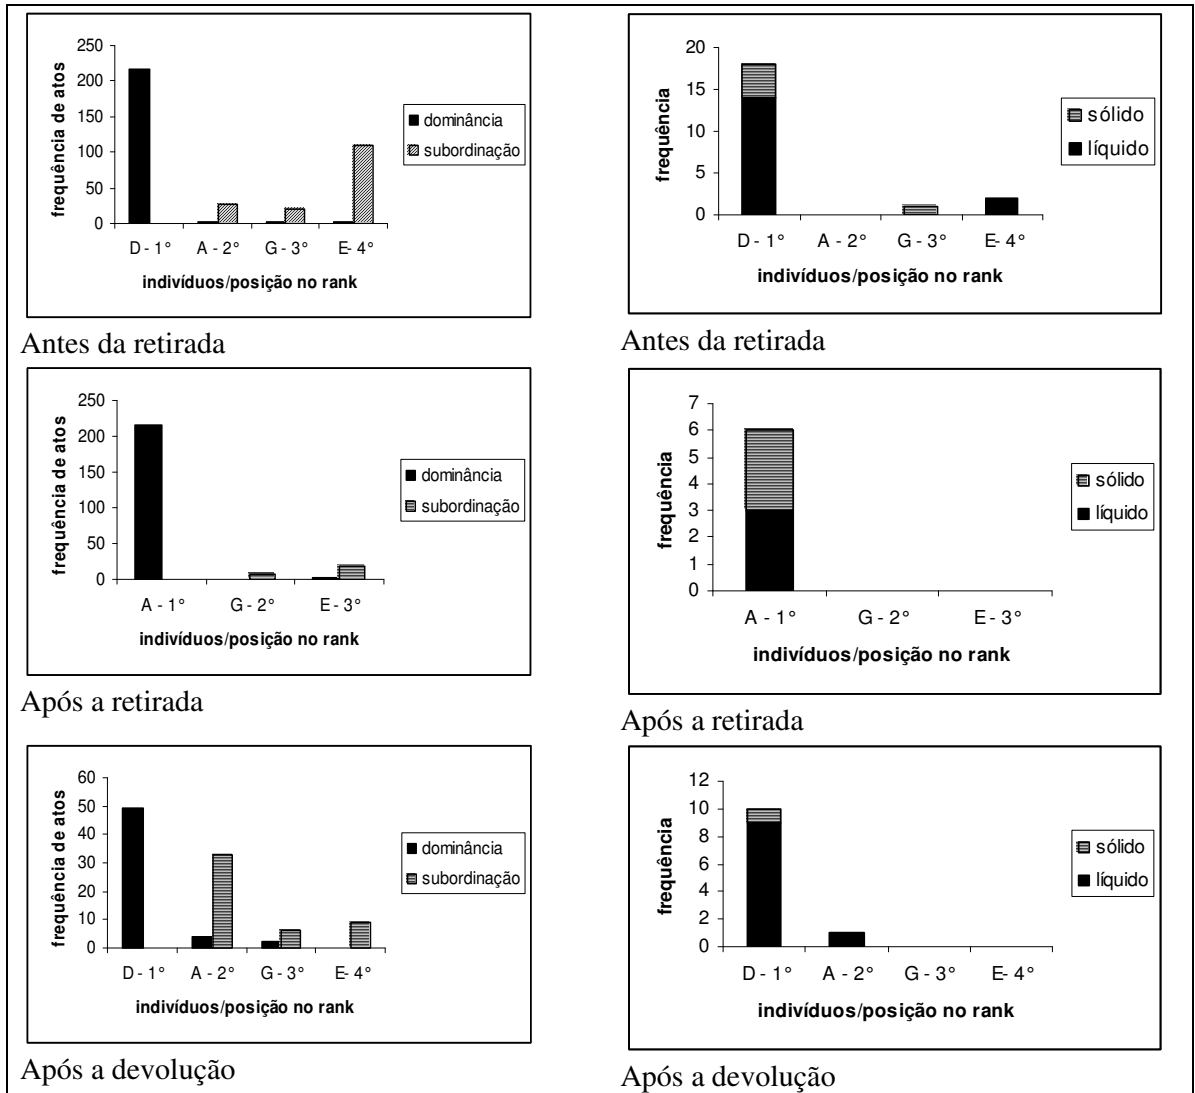 250
200
150
100
50
0
frequência de atos
D - 1° A - 2° G - 3° E- 4°
indivíduos/posição no rank
dominância
subordinação
Antes da retirada
20
15
10
5
0
frequência
D - 1° A - 2° G - 3° E- 4°
indivíduos/posição no rank
sólido
líquido
Antes da retirada
250
200
150
100
50
0
frequência de atos
A - 1° G - 2° E - 3°
indivíduos/posição no rank
dominância
subordinação
Após a retirada
7
6
5
4
3
2
1
0
frequência
A - 1° G - 2° E - 3°
indivíduos/posição no rank
sólido
líquido
Após a retirada
60
50
40
30
20
10
0
frequência de atos
D - 1° A - 2° G - 3° E- 4°
indivíduos/posição no rank
dominância
subordinação
Após a devolução
12
10
8
6
4
2
0
frequência
D - 1° A - 2° G - 3° E- 4°
indivíduos/posição no rank
sólido
líquido
Após a devolução